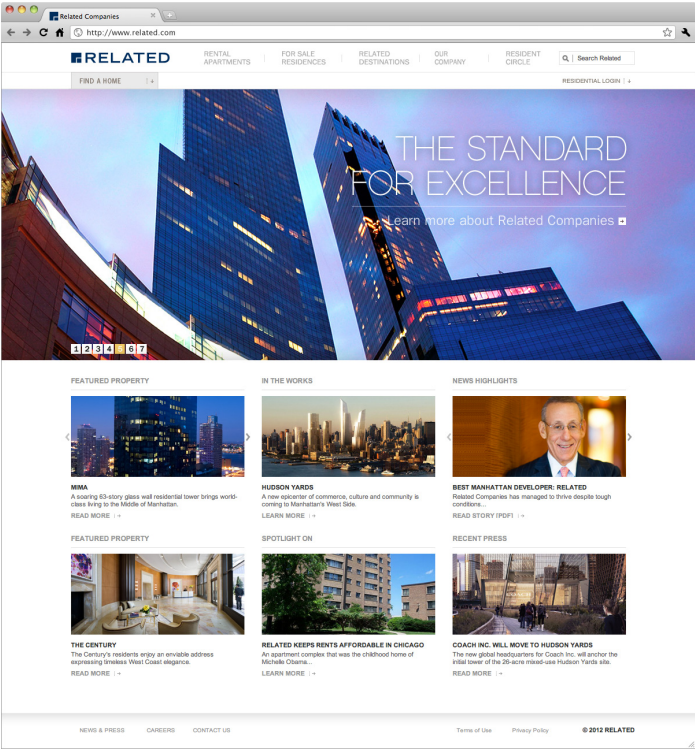 Related Companies
http://www.related.com
RELATED
RENTAL
APARTMENTS
FOR SALE
RESIDENCES
RELATED
DESTINATIONS
OUR
COMPANY
RESIDENT
CIRCLE
Search Related
FIND A HOME
RESIDENTIAL LOGIN
THE STANDARD
FOR EXCELLENCE
Learn more about Related Companies
1 2 3 4 5 6 7
FEATURED PROPERTY
IN THE WORKS
NEWS HIGHLIGHTS
MIMA
A soaring 63-story glass wall residential tower brings world-
class living to the Middle of Manhattan.
READ MORE
HUDSON YARDS
A new epicenter of commerce, culture and community is
coming to Manhattan's West Side.
LEARN MORE
BEST MANHATTAN DEVELOPER: RELATED
Related Companies has managed to thrive despite tough
conditions...
READ STORY [PDF]
FEATURED PROPERTY
SPOTLIGHT ON
RECENT PRESS
THE CENTURY
The Century's residents enjoy an enviable address
expressing timeless West Coast elegance.
READ MORE
RELATED KEEPS RENTS AFFORDABLE IN CHICAGO
An apartment complex that was the childhood home of
Michelle Obama...
LEARN MORE
COACH INC. WILL MOVE TO HUDSON YARDS
The new global headquarters for Coach Inc. will anchor the
initial tower of the 26-acre mixed-use Hudson Yards site.
READ MORE
NEWS & PRESS
CAREERS
CONTACT US
Terms of Use
Privacy Policy
© 2012 RELATED